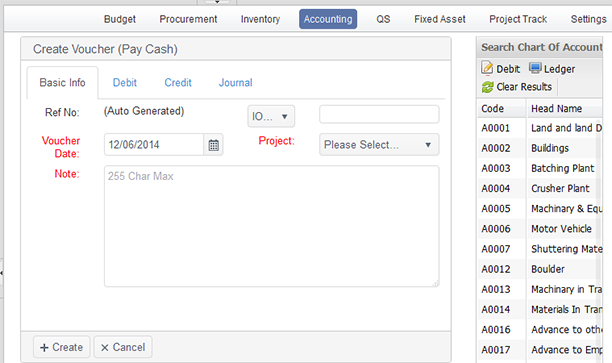 Budget Procurement Inventory Accounting QS Fixed Asset Project Track Settings
Create Voucher (Pay Cash)
Basic Info Debit Credit Journal
Ref No: (Auto Generated) IO...
Voucher Date: 12/06/2014 Project: Please Select...
Note: 255 Char Max
+ Create × Cancel
Search Chart Of Account
Debit Ledger
Clear Results
Code Head Name
A0001 Land and land D
A0002 Buildings
A0003 Batching Plant
A0004 Crusher Plant
A0005 Machinery & Equ
A0006 Motor Vehicle
A0007 Shuttering Mate
A0012 Boulder
A0013 Machinery in Tra
A0014 Materials In Tran
A0016 Advance to othe
A0017 Advance to Emp